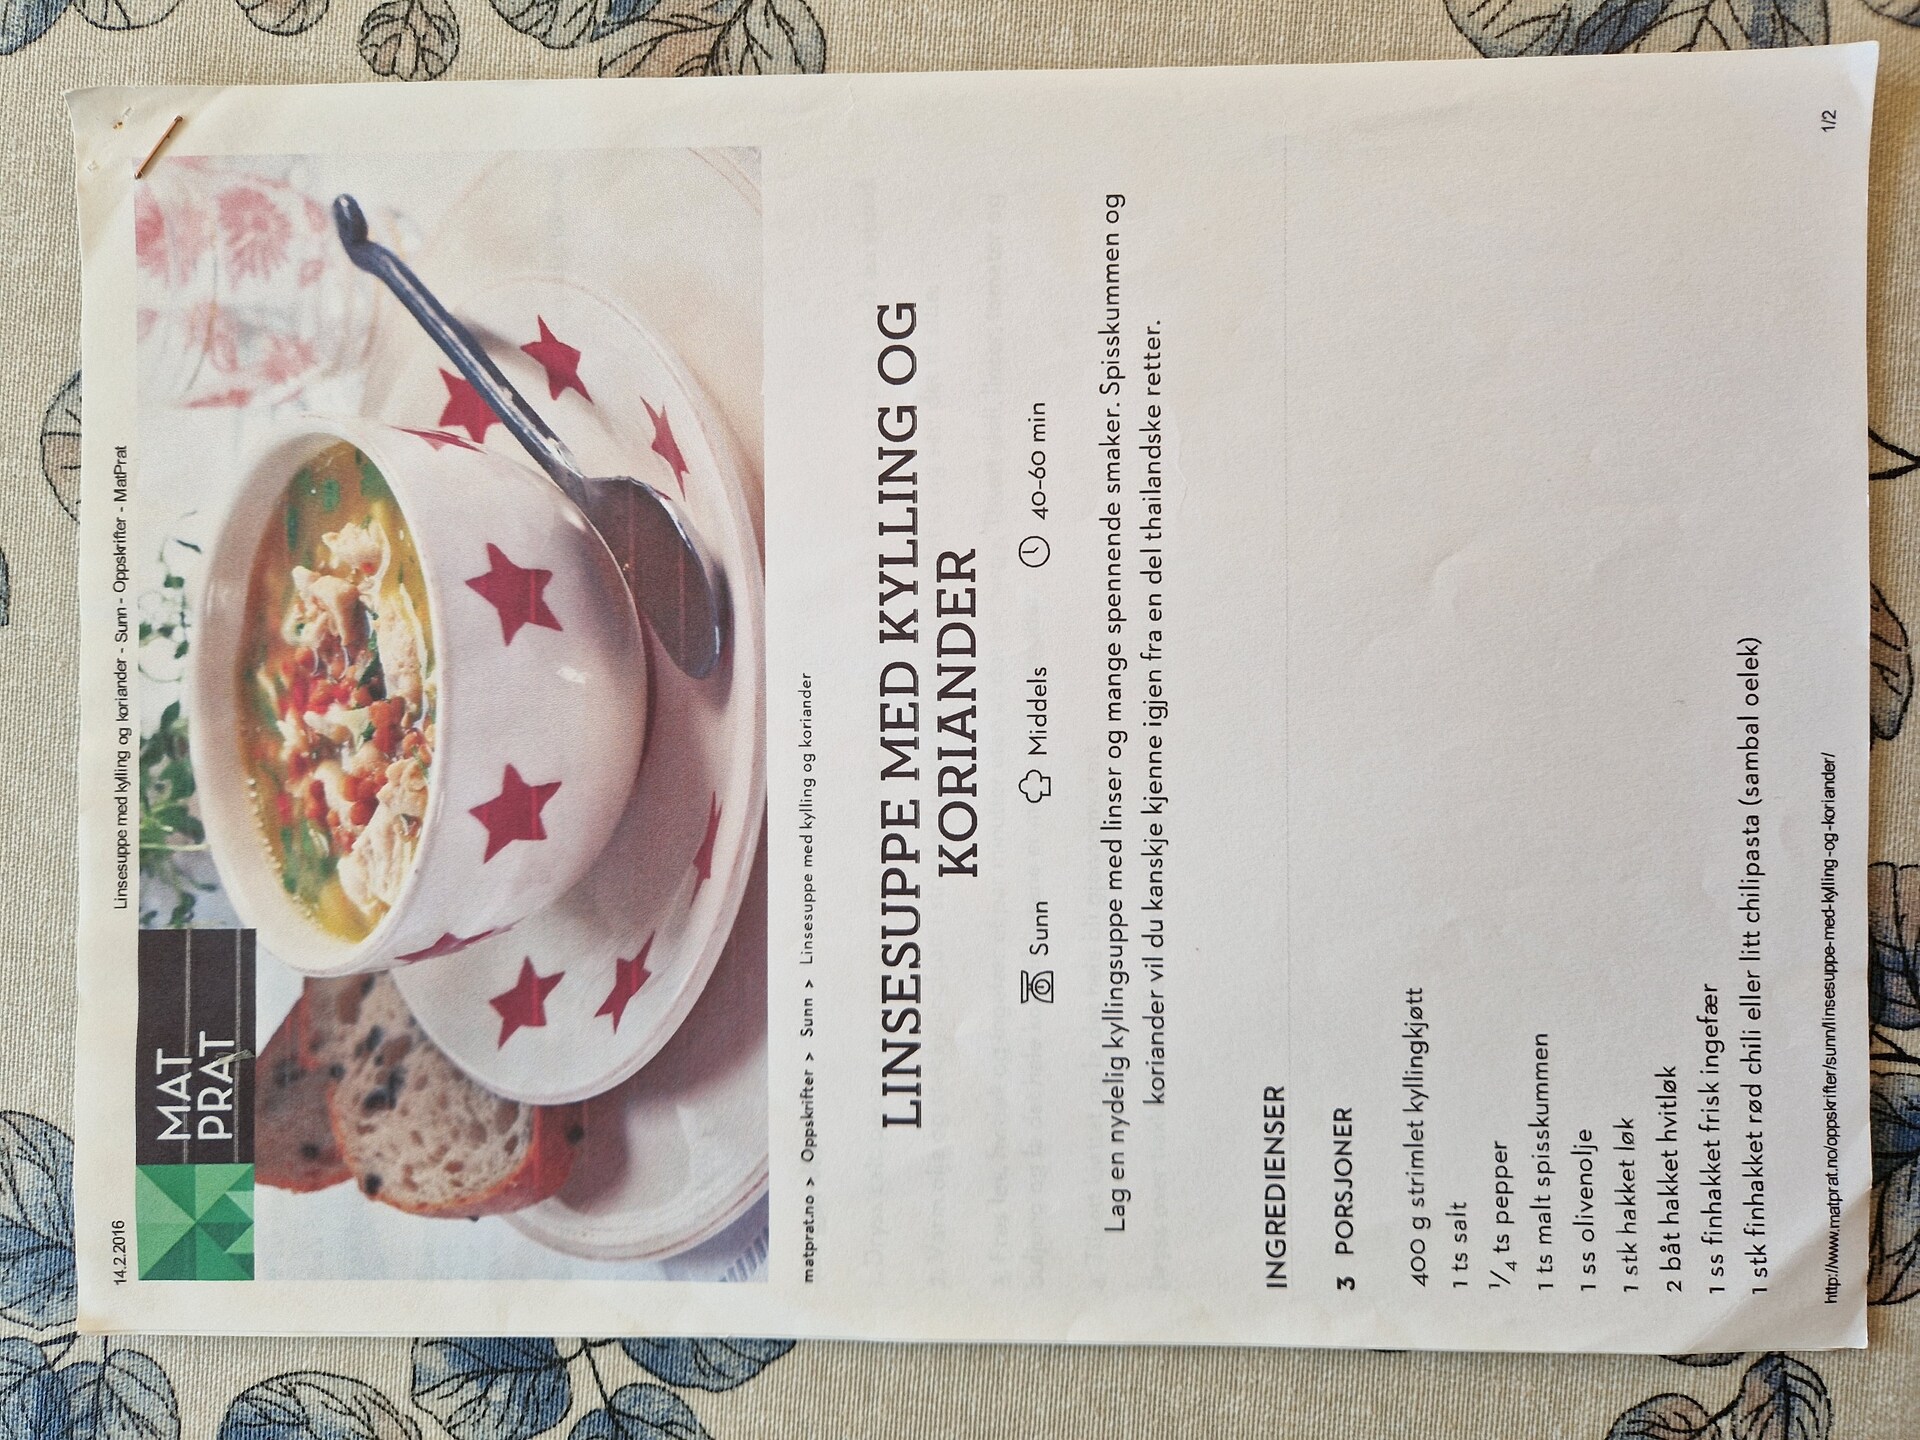 14.2.2016
Linsesuppe med kylling og koriander - Sunn - Oppskrifter - MatPrat
MAT
PRAT
matprat.no > Oppskrifter > Sunn > Linsesuppe med kylling og koriander
LINSESUPPE MED KYLLING OG
KORIANDER
Sunn
Middels
40-60 min
Lag en nydelig kyllingsuppe med linser og mange spennende smaker. Spisskummen og
koriander vil du kanskje kjenne igjen fra en del thailandske retter.
INGREDIENSER
3 PORSJONER
400 g strimlet kyllingkjøtt
1 ts salt
1/4 ts pepper
1 ts malt spisskummen
1 ss olivenolje
1 stk hakket løk
2 båt hakket hvitløk
1 ss finhakket frisk ingefær
1 stk finhakket rød chili eller litt chilipasta (sambal oelek)
http://www.matprat.no/oppskrifter/sunn/linsesuppe-med-kylling-og-koriander/
1/2